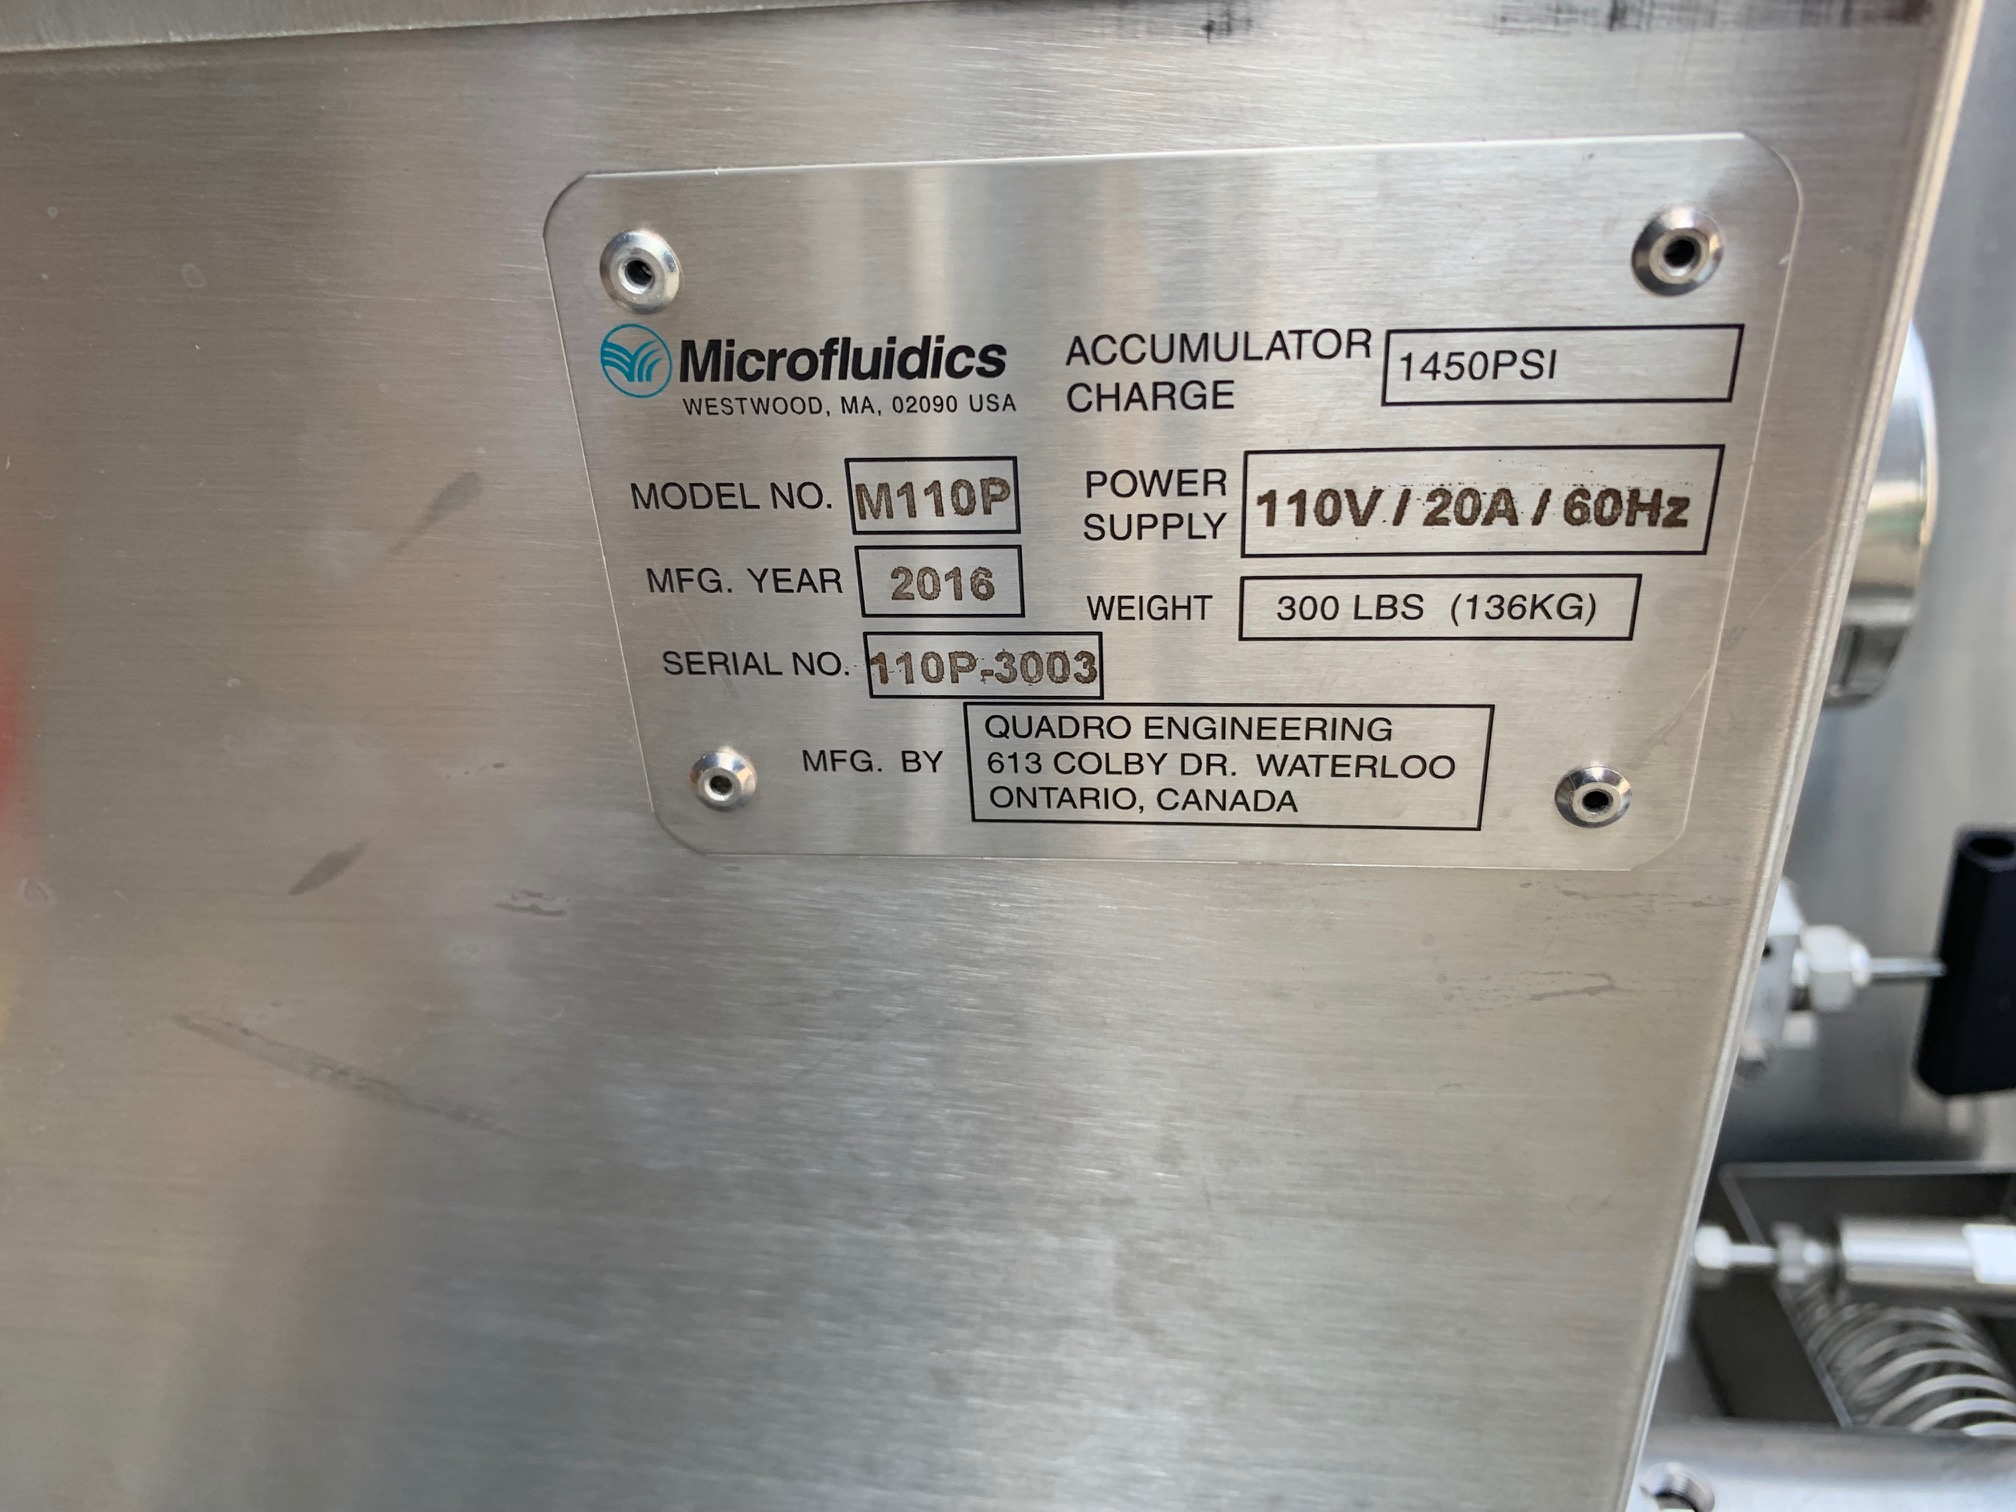 Microfluidics
WESTWOOD, MA, 02090 USA
ACCUMULATOR
CHARGE
1450PSI
MODEL NO. M110P
POWER
SUPPLY
110V / 20A / 60Hz
MFG. YEAR 2016
WEIGHT 300 LBS (136KG)
SERIAL NO. 110P-3003
MFG. BY
QUADRO ENGINEERING
613 COLBY DR. WATERLOO
ONTARIO, CANADA